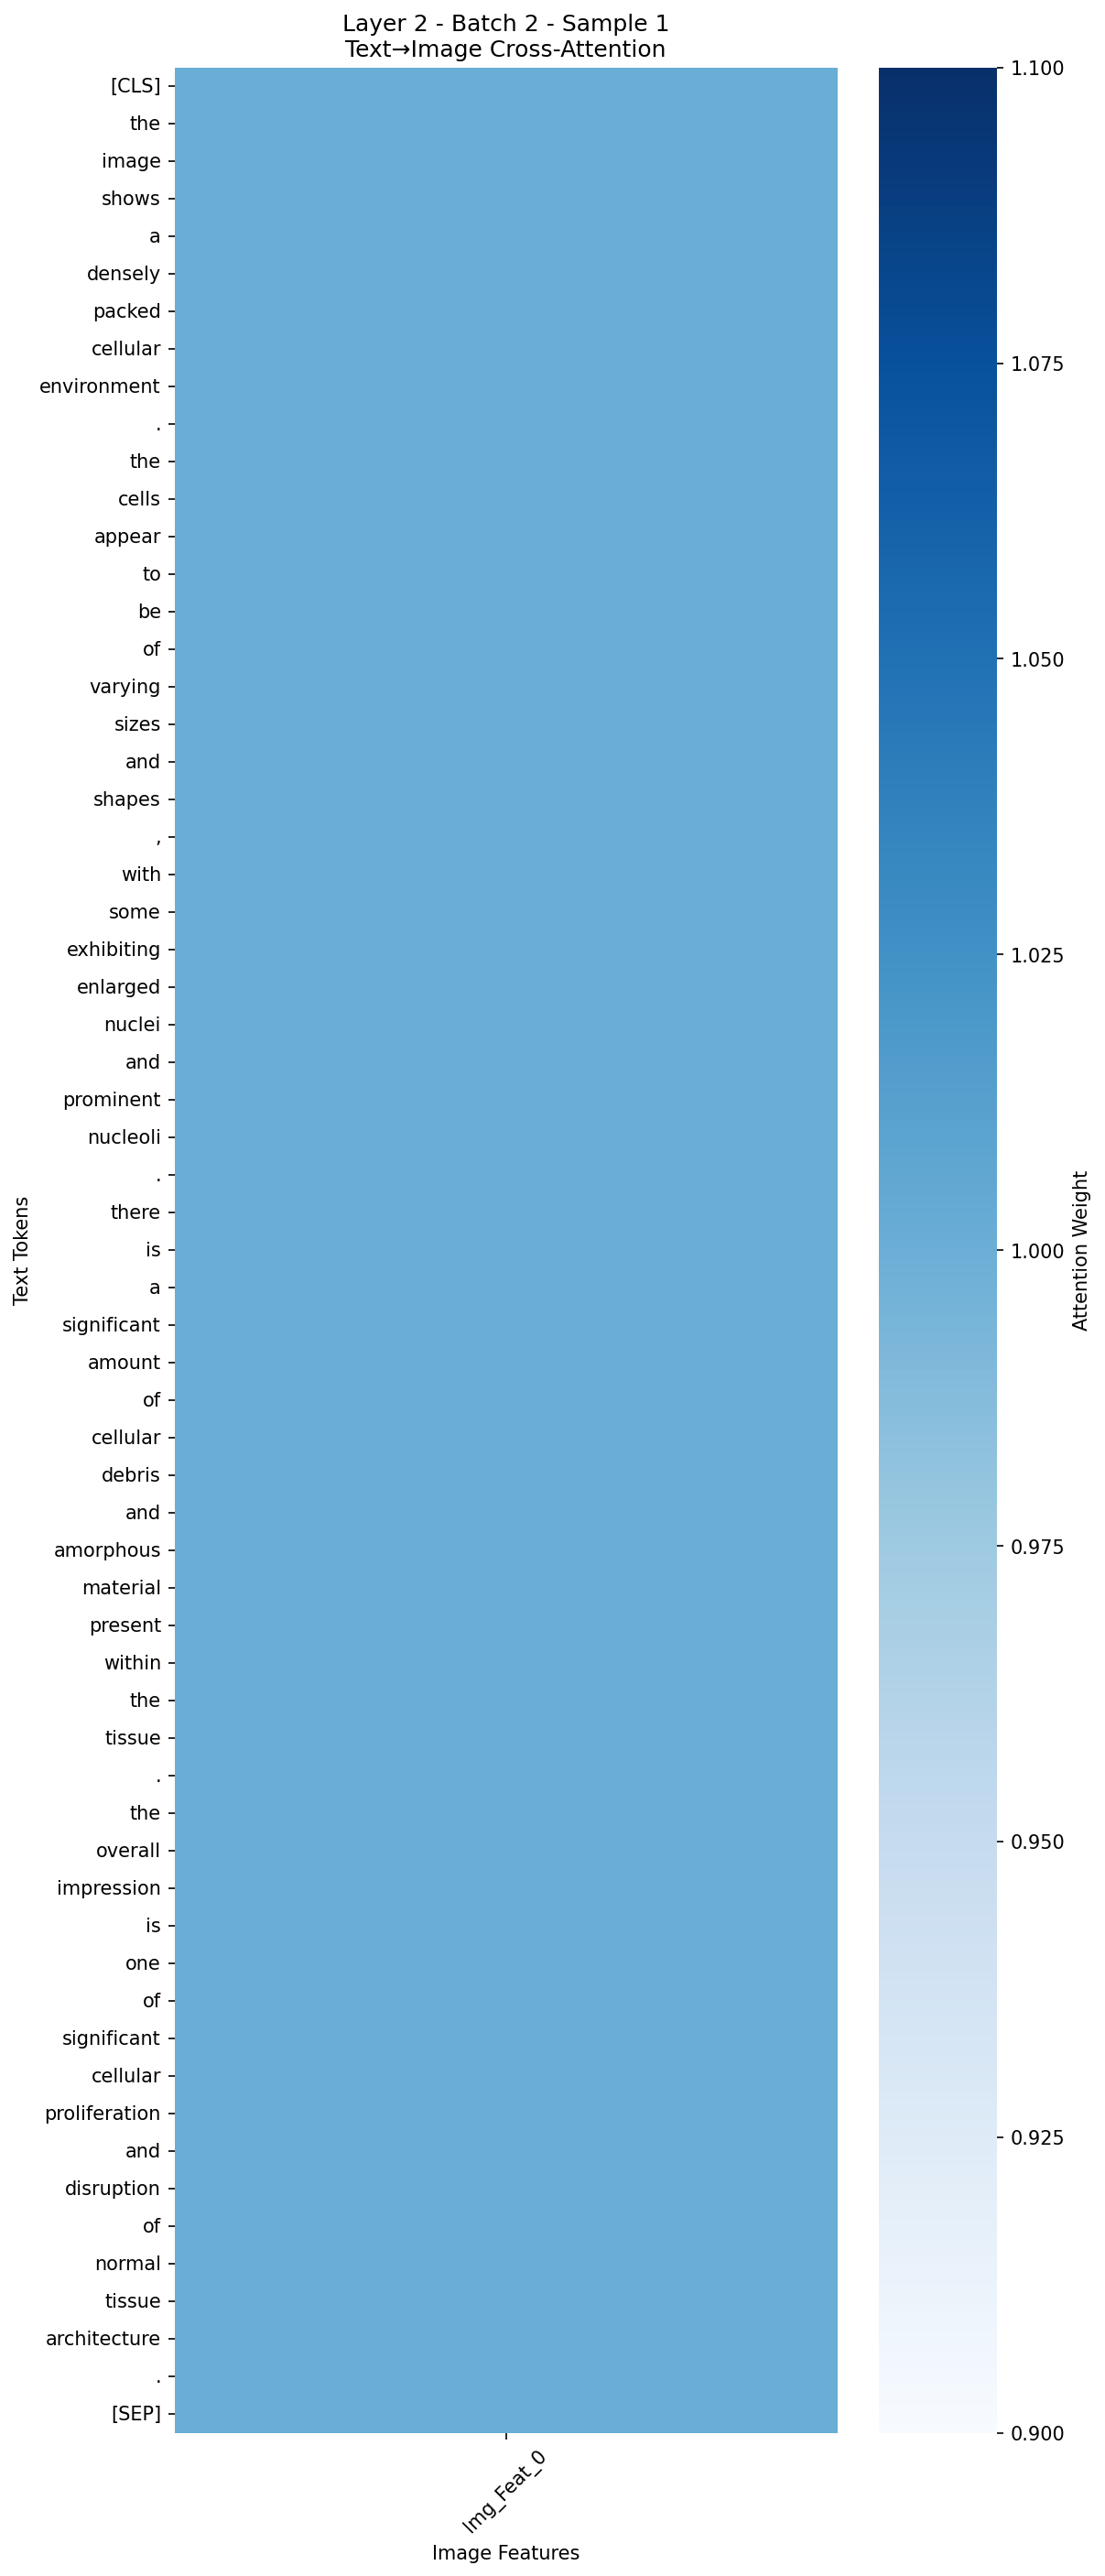 Layer 2 - Batch 2 - Sample 1
Text→Image Cross-Attention
[CLS]
the
image
shows
a
densely
packed
cellular
environment
.
the
cells
appear
to
be
of
varying
sizes
and
shapes
,
with
some
exhibiting
enlarged
nuclei
and
prominent
nucleoli
.
there
is
a
significant
amount
of
cellular
debris
and
amorphous
material
present
within
the
tissue
.
the
overall
impression
is
one
of
significant
cellular
proliferation
and
disruption
of
normal
tissue
architecture
.
[SEP]
Text Tokens
Img_Feat_0
Image Features
1.100
1.075
1.050
1.025
1.000
0.975
0.950
0.925
0.900
Attention Weight